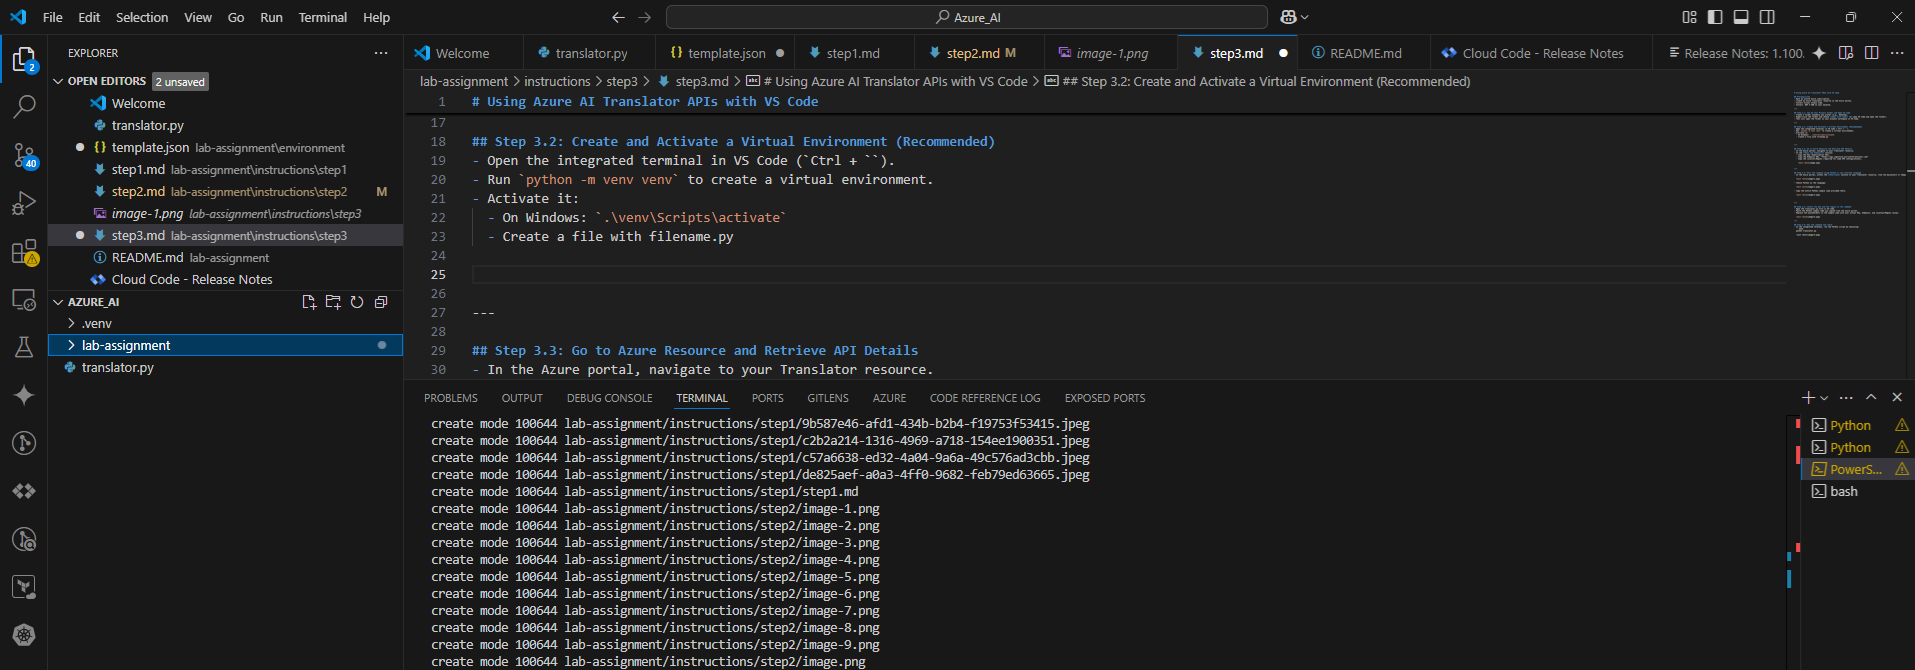 File Edit Selection View Go Run Terminal Help
Azure_AI
EXPLORER
OPEN EDITORS 2 unsaved
Welcome
translator.py
template.json lab-assignment\environment
step1.md lab-assignment\instructions\step1
step2.md lab-assignment\instructions\step2 M
image-1.png lab-assignment\instructions\step3
step3.md lab-assignment\instructions\step3
README.md lab-assignment
Cloud Code - Release Notes
AZURE_AI
.venv
lab-assignment
translator.py
2
40
Welcome translator.py template.json step1.md step2.md M image-1.png step3.md README.md Cloud Code - Release Notes Release Notes: 1.100.
lab-assignment > instructions > step3 > step3.md > # Using Azure AI Translator APIs with VS Code > ## Step 3.2: Create and Activate a Virtual Environment (Recommended)
1 # Using Azure AI Translator APIs with VS Code
17
18 ## Step 3.2: Create and Activate a Virtual Environment (Recommended)
19 - Open the integrated terminal in VS Code (`Ctrl + ``).
20 - Run `python -m venv venv` to create a virtual environment.
21 - Activate it:
22 - On Windows: `.\venv\Scripts\activate`
23 - Create a file with filename.py
24
25
26
27 ---
28
29 ## Step 3.3: Go to Azure Resource and Retrieve API Details
30 - In the Azure portal, navigate to your Translator resource.
PROBLEMS OUTPUT DEBUG CONSOLE TERMINAL PORTS GITLENS AZURE CODE REFERENCE LOG EXPOSED PORTS
create mode 100644 lab-assignment/instructions/step1/9b587e46-afd1-434b-b2b4-f19753f53415.jpeg
create mode 100644 lab-assignment/instructions/step1/c2b2a214-1316-4969-a718-154ee1900351.jpeg
create mode 100644 lab-assignment/instructions/step1/c57a6638-ed32-4a04-9a6a-49c576ad3cbb.jpeg
create mode 100644 lab-assignment/instructions/step1/de825aef-a0a3-4ff0-9682-feb79ed63665.jpeg
create mode 100644 lab-assignment/instructions/step1/step1.md
create mode 100644 lab-assignment/instructions/step2/image-1.png
create mode 100644 lab-assignment/instructions/step2/image-2.png
create mode 100644 lab-assignment/instructions/step2/image-3.png
create mode 100644 lab-assignment/instructions/step2/image-4.png
create mode 100644 lab-assignment/instructions/step2/image-5.png
create mode 100644 lab-assignment/instructions/step2/image-6.png
create mode 100644 lab-assignment/instructions/step2/image-7.png
create mode 100644 lab-assignment/instructions/step2/image-8.png
create mode 100644 lab-assignment/instructions/step2/image-9.png
create mode 100644 lab-assignment/instructions/step2/image.png
Python
Python
PowerS...
bash